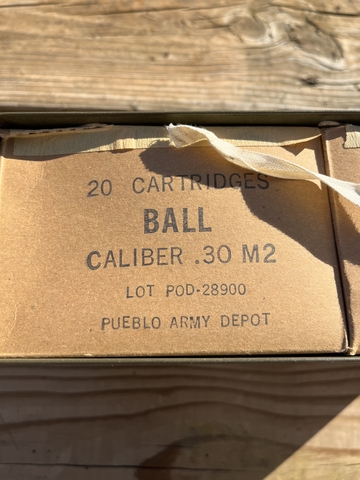 20 CARTRIDGES
BALL
CALIBER .30 M2
LOT POD-28900
PUEBLO ARMY DEPOT